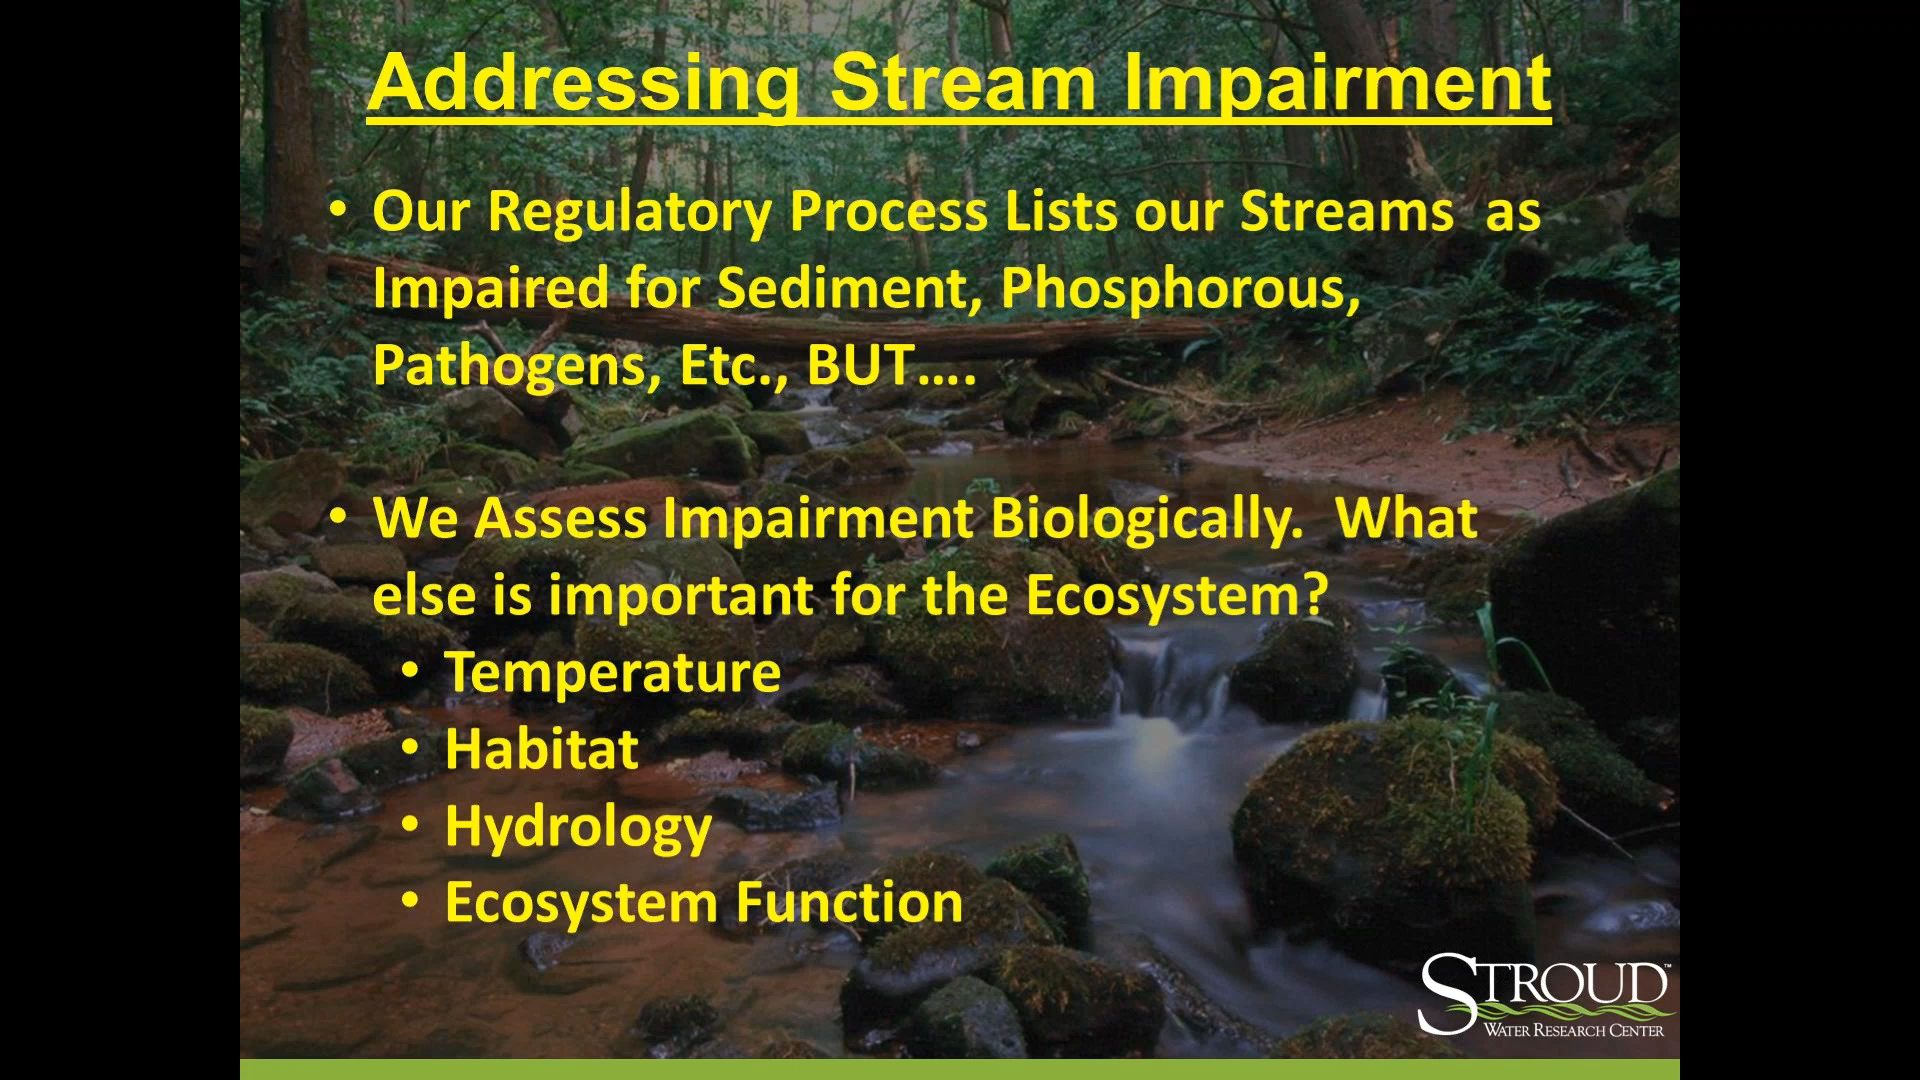 Addressing Stream Impairment
• Our Regulatory Process Lists our Streams  as
Impaired for Sediment, Phosphorous,
Pathogens, Etc., BUT....
• We Assess Impairment Biologically.  What
else is important for the Ecosystem?
• Temperature
• Habitat
• Hydrology
• Ecosystem Function
STROUD™
WATER RESEARCH CENTER